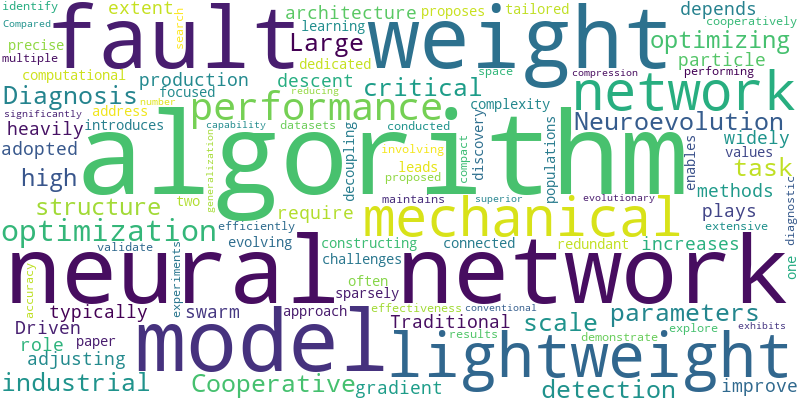 identify extent architecture proposes tailored depends
Compared fault weight cooperatively
precise search learning Large dedicated optimizing
multiple descent space particle
computational production critical compression performing
Diagnosis focused network
significantly number address performance reducing complexity
heavily introduces capability datasets conducted discovery Neuroevolution
adopted algorithm decoupling involving compact populations widely
high generalization leads enables values
two proposed task
structure require maintains superior evolutionary methods plays diagnostic
optimization efficiently mechanical extensive
validate evolving constructing connected redundant increases
experiments challenges one
neural network
accuracy often sparsely
typically swarm approach effectiveness conventional parameters
Driven model Traditional scale explore exhibits
role paper results demonstrate
adjusting lightweight improve
industrial Cooperative gradient detection